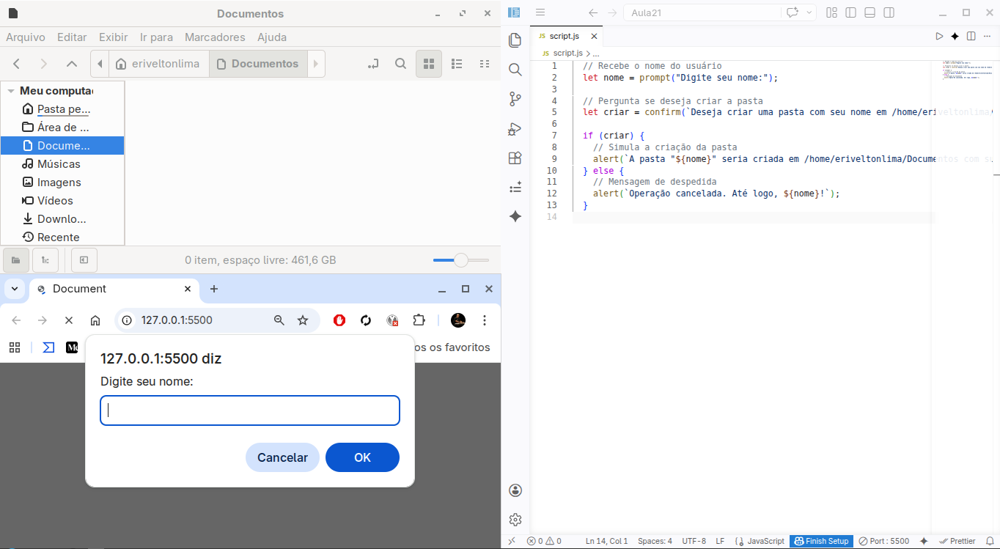 Documentos
Arquivo Editar Exibir Ir para Marcadores Ajuda
eriveltonlima Documentos
Meu computa
Pasta pe...
Área de ...
Docume...
Músicas
Imagens
Vídeos
Downlo...
Recente
0 item, espaço livre: 461,6 GB
Document
127.0.0.1:5500
os os favoritos
127.0.0.1:5500 diz
Digite seu nome:
Cancelar OK
Aula21
JS script.js
JS script.js > ...
1 // Recebe o nome do usuário
2 let nome = prompt("Digite seu nome:");
3
4 // Pergunta se deseja criar a pasta
5 let criar = confirm(`Deseja criar uma pasta com seu nome em /home/eriveltonlima/
6
7 if (criar) {
8 // Simula a criação da pasta
9 alert(`A pasta "${nome}" seria criada em /home/eriveltonlima/Documentos com su
10 } else {
11 // Mensagem de despedida
12 alert(`Operação cancelada. Até logo, ${nome}!`);
13 }
14
0 0 Ln 14, Col 1 Spaces: 4 UTF-8 LF JavaScript Finish Setup Port : 5500 Prettier